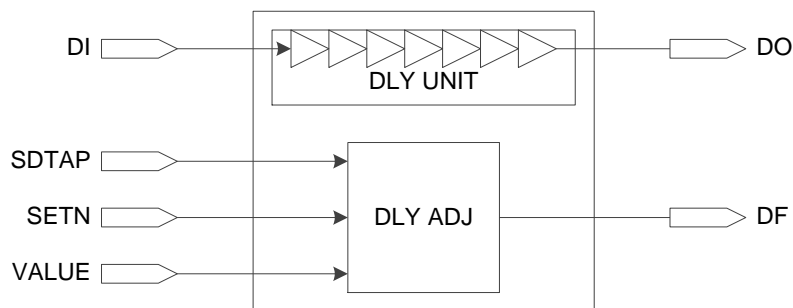 DI
DO
DLY UNIT
SDTAP
SETN
DLY ADJ
DF
VALUE